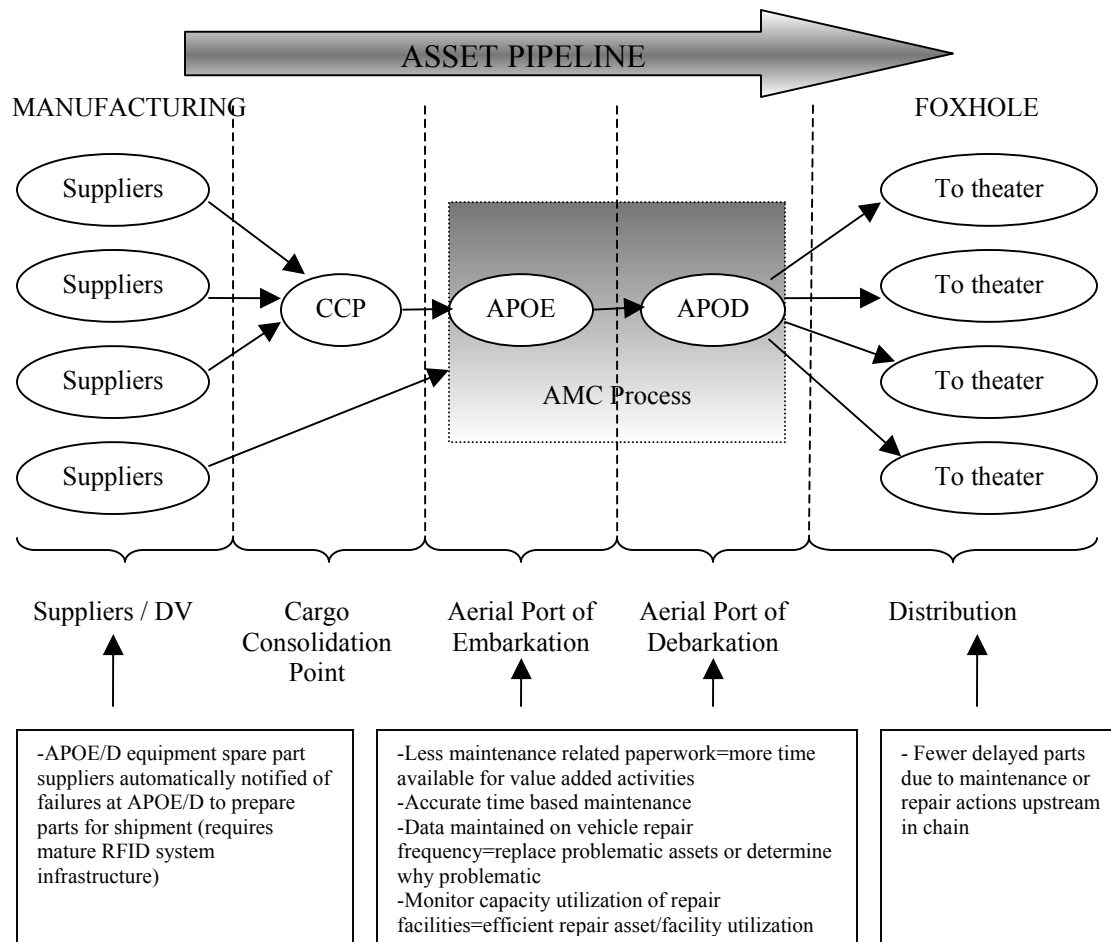 ASSET PIPELINE
MANUFACTURING
FOXHOLE
Suppliers
Suppliers
Suppliers
Suppliers
CCP
APOE
APOD
AMC Process
To theater
To theater
To theater
To theater
Suppliers / DV
Cargo
Consolidation
Point
Aerial Port of
Embarkation
Aerial Port of
Debarkation
Distribution
-APOE/D equipment spare part
suppliers automatically notified of
failures at APOE/D to prepare
parts for shipment (requires
mature RFID system
infrastructure)
-Less maintenance related paperwork=more time
available for value added activities
-Accurate time based maintenance
-Data maintained on vehicle repair
frequency=replace problematic assets or determine
why problematic
-Monitor capacity utilization of repair
facilities=efficient repair asset/facility utilization
- Fewer delayed parts
due to maintenance or
repair actions upstream
in chain